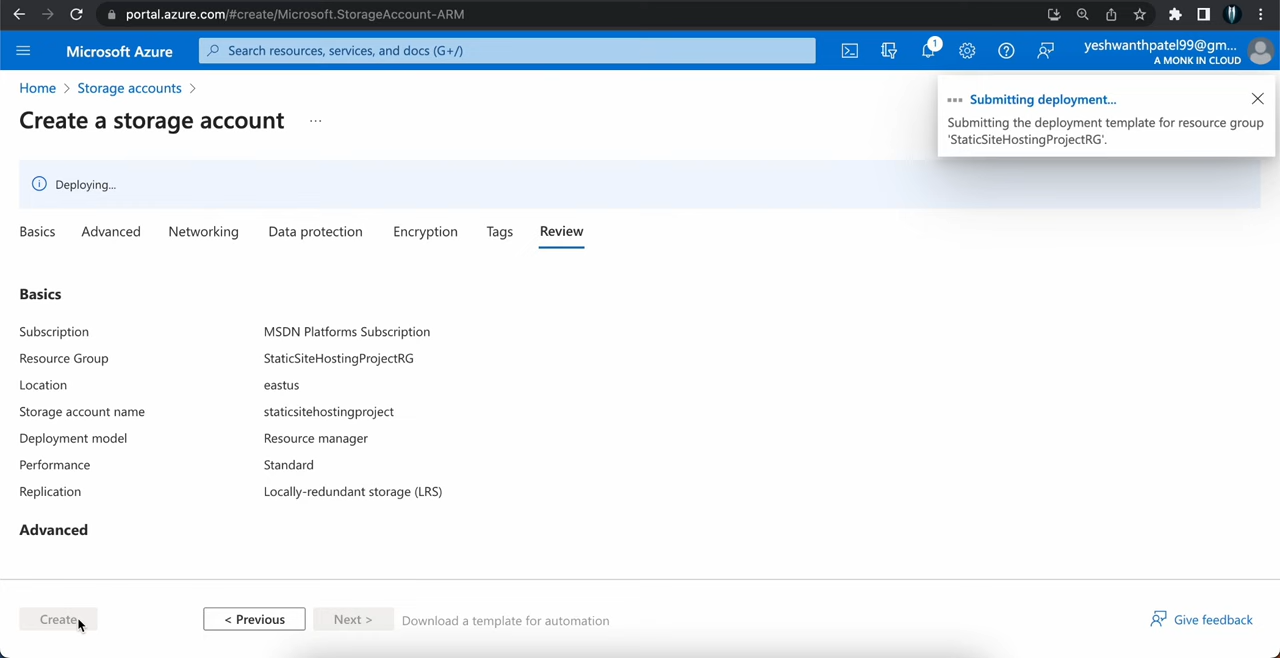 portal.azure.com/#create/Microsoft.StorageAccount-ARM
Microsoft Azure
Search resources, services, and docs (G+/)
1
yeshwanthpatel99@gm...
A MONK IN CLOUD
Home > Storage accounts >
Create a storage account ...
Submitting deployment...
Submitting the deployment template for resource group
'StaticSiteHostingProjectRG'.
Deploying...
Basics Advanced Networking Data protection Encryption Tags Review
Basics
Subscription MSDN Platforms Subscription
Resource Group StaticSiteHostingProjectRG
Location eastus
Storage account name staticsitehostingproject
Deployment model Resource manager
Performance Standard
Replication Locally-redundant storage (LRS)
Advanced
Create < Previous Next > Download a template for automation Give feedback